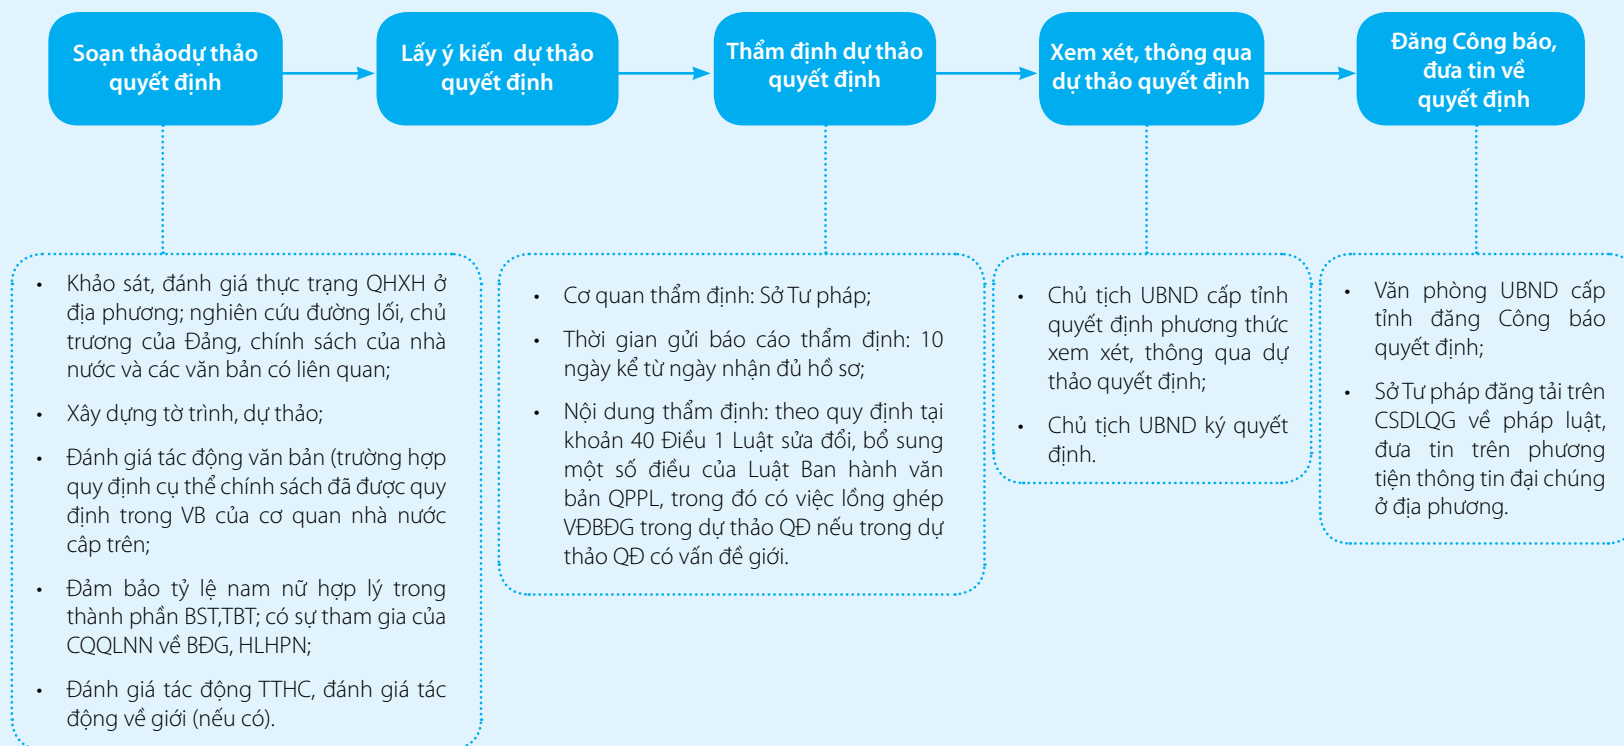 Soạn thảodự thảo
quyết định
Lấy ý kiến dự thảo
quyết định
Thẩm định dự thảo
quyết định
Xem xét, thông qua
dự thảo quyết định
Đăng Công báo,
đưa tin về
quyết định
• Khảo sát, đánh giá thực trạng QHXH ở
địa phương; nghiên cứu đường lối, chủ
trương của Đảng, chính sách của nhà
nước và các văn bản có liên quan;
• Xây dựng tờ trình, dự thảo;
• Đánh giá tác động văn bản (trường hợp
quy định cụ thể chính sách đã được quy
định trong VB của cơ quan nhà nước
câp trên;
• Đảm bảo tỷ lệ nam nữ hợp lý trong
thành phần BST,TBT; có sự tham gia của
CQQLNN về BĐG, HLHPN;
• Đánh giá tác động TTHC, đánh giá tác
động về giới (nếu có).
• Cơ quan thẩm định: Sở Tư pháp;
• Thời gian gửi báo cáo thẩm định: 10
ngày kể từ ngày nhận đủ hồ sơ;
• Nội dung thẩm định: theo quy định tại
khoản 40 Điều 1 Luật sửa đổi, bổ sung
một số điều của Luật Ban hành văn
bản QPPL, trong đó có việc lồng ghép
VĐBĐG trong dự thảo QĐ nếu trong dự
thảo QĐ có vấn đề giới.
• Chủ tịch UBND cấp tỉnh
quyết định phương thức
xem xét, thông qua dự
thảo quyết định;
• Chủ tịch UBND ký quyết
định.
• Văn phòng UBND cấp
tỉnh đăng Công báo
quyết định;
• Sở Tư pháp đăng tải trên
CSDLQG về pháp luật,
đưa tin trên phương
tiện thông tin đại chúng
ở địa phương.